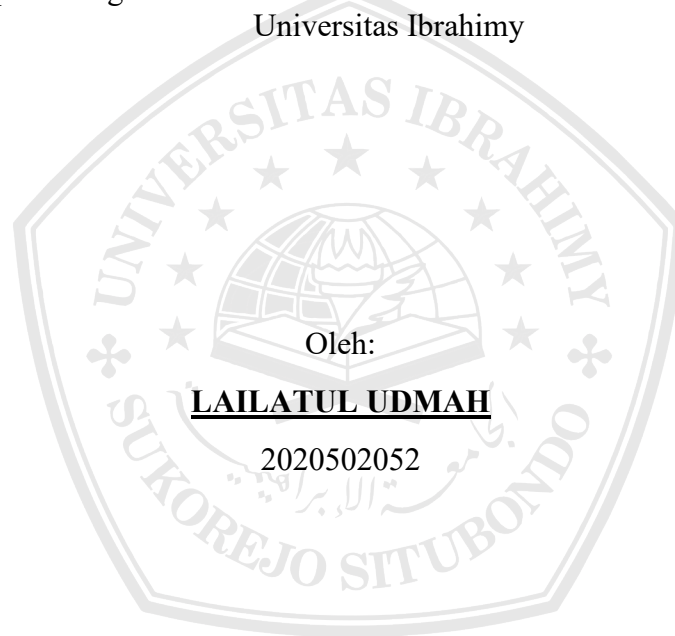 Universitas Ibrahimy
UNIVERSITAS IBRAHIMY
Oleh:
LAILATUL UDMAH
2020502052
SUKOREJO SITUBONDO